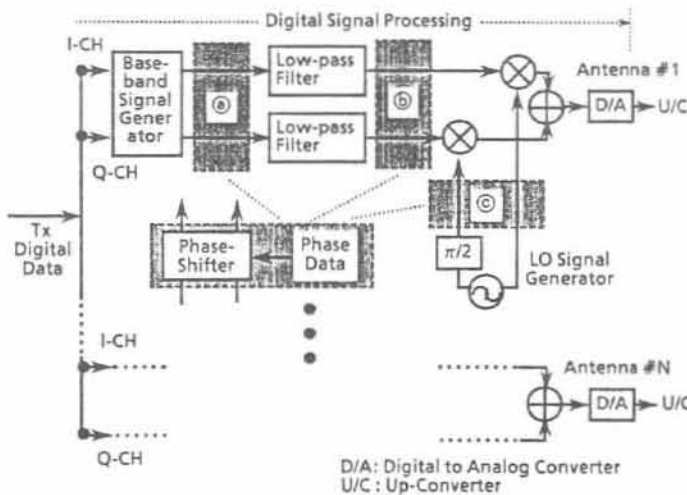 Digital Signal Processing
I-CH
Base-
band
Signal
Gener
ator
ⓐ
Low-pass
Filter
ⓑ
Antenna #1
D/A
U/C
Low-pass
Filter
Q-CH
ⓒ
Tx
Digital
Data
Phase-
Shifter
Phase
Data
π/2
LO Signal
Generator
I-CH
Antenna #N
D/A
U/C
Q-CH
D/A: Digital to Analog Converter
U/C : Up-Converter